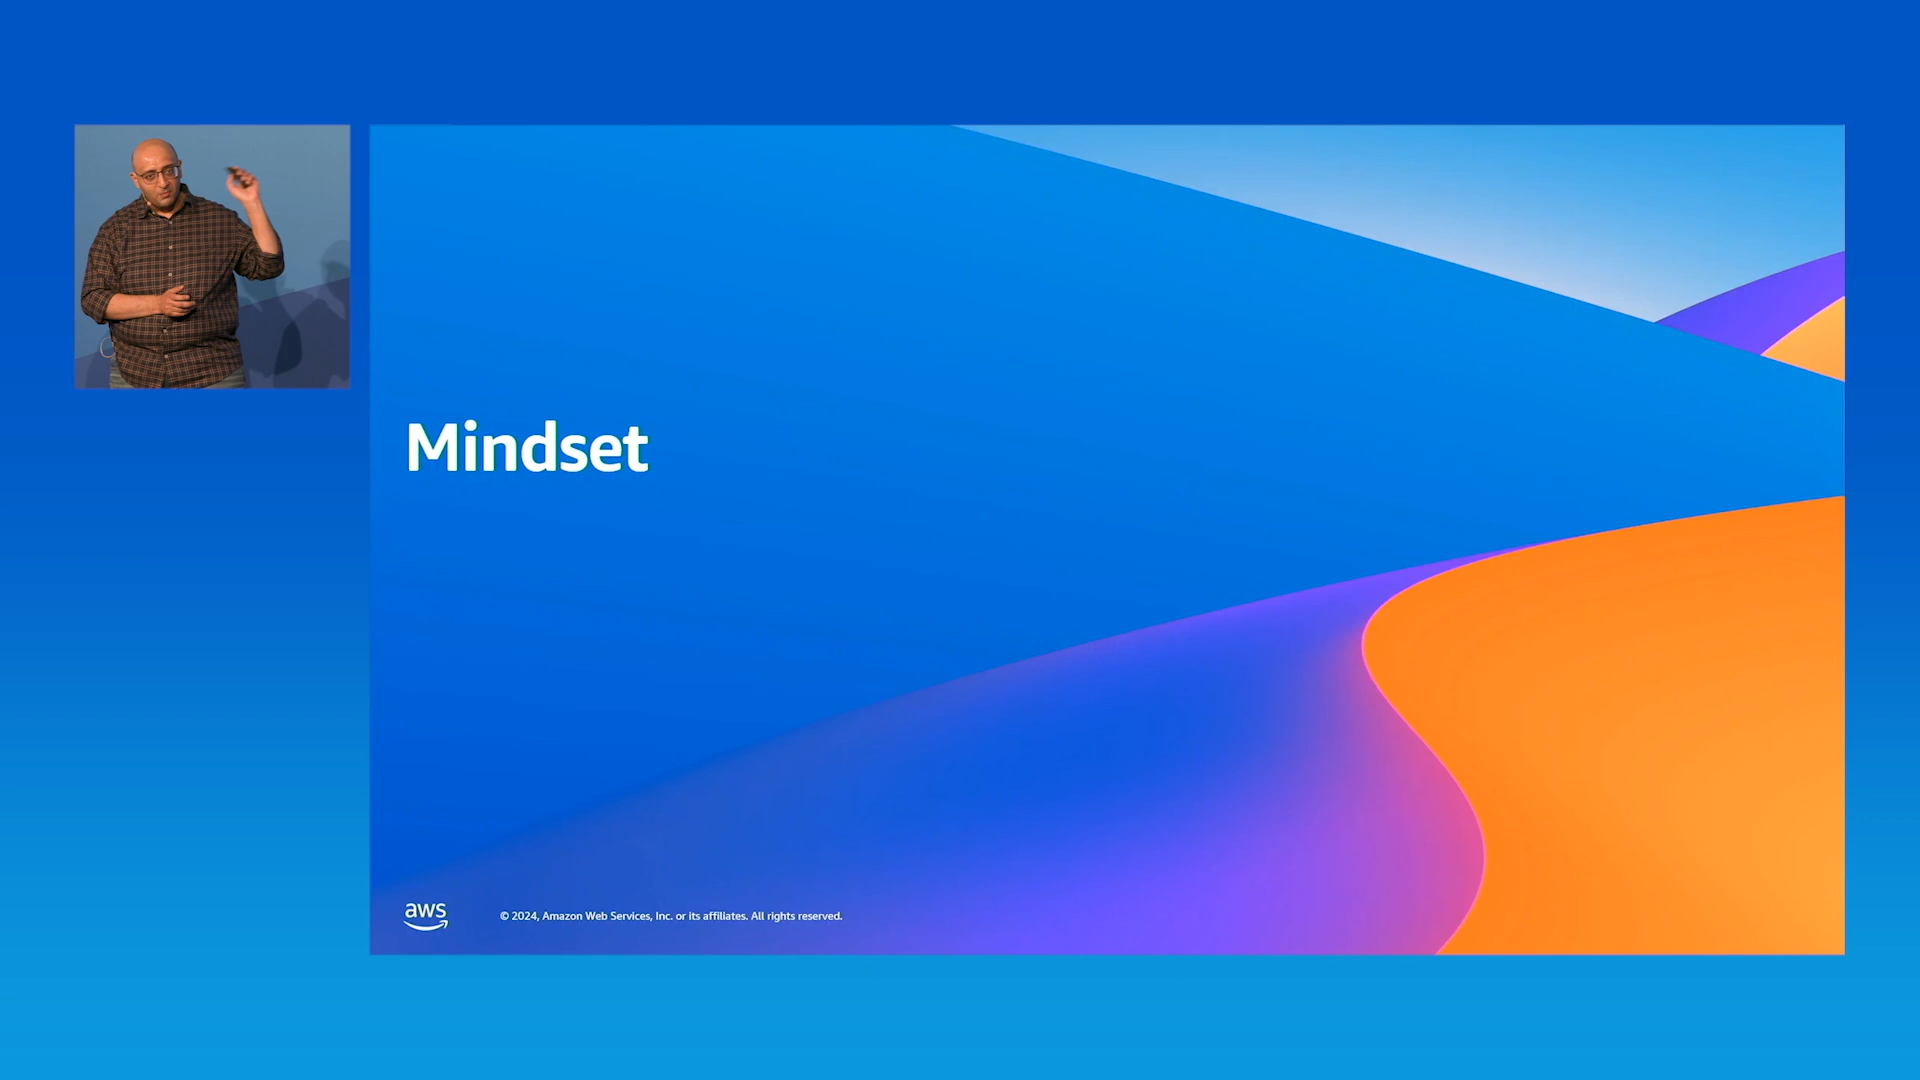 Mindset
aws
© 2024, Amazon Web Services, Inc. or its affiliates. All rights reserved.